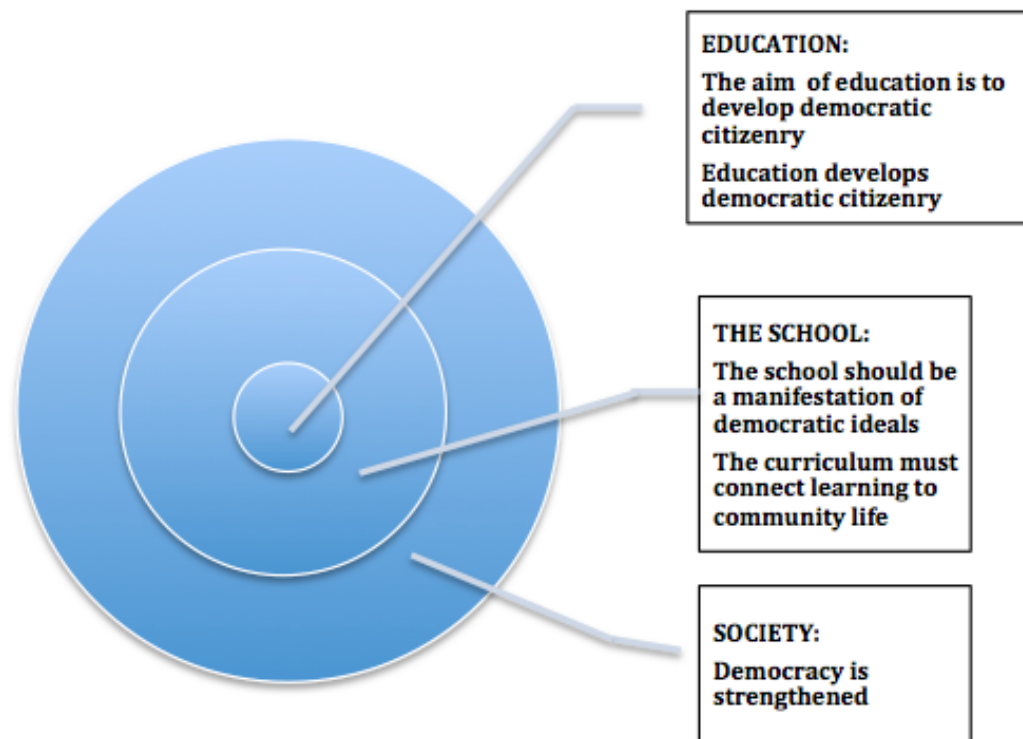 EDUCATION:
The aim of education is to
develop democratic
citizenry
Education develops
democratic citizenry
THE SCHOOL:
The school should be
a manifestation of
democratic ideals
The curriculum must
connect learning to
community life
SOCIETY:
Democracy is
strengthened